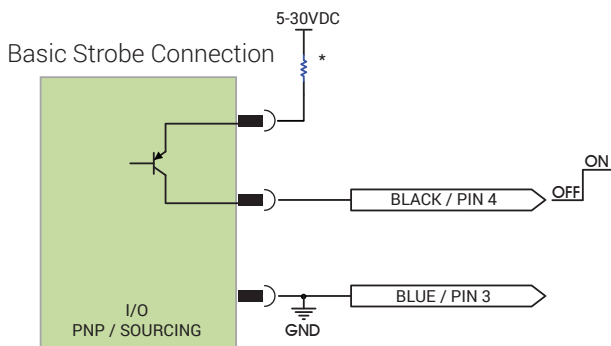 5-30VDC
Basic Strobe Connection
*
ON
OFF
BLACK / PIN 4
BLUE / PIN 3
I/O
PNP / SOURCING
GND